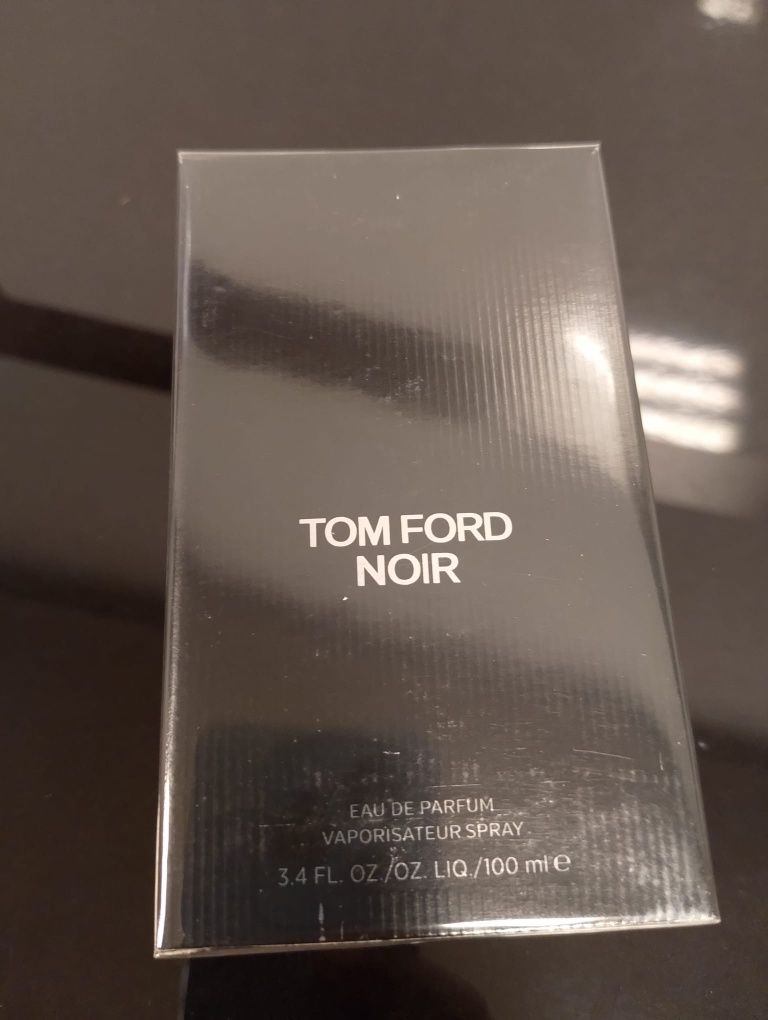 TOM FORD
NOIR
EAU DE PARFUM
VAPORISATEUR SPRAY
3.4 FL. OZ./OZ. LIQ./100 ml ℮